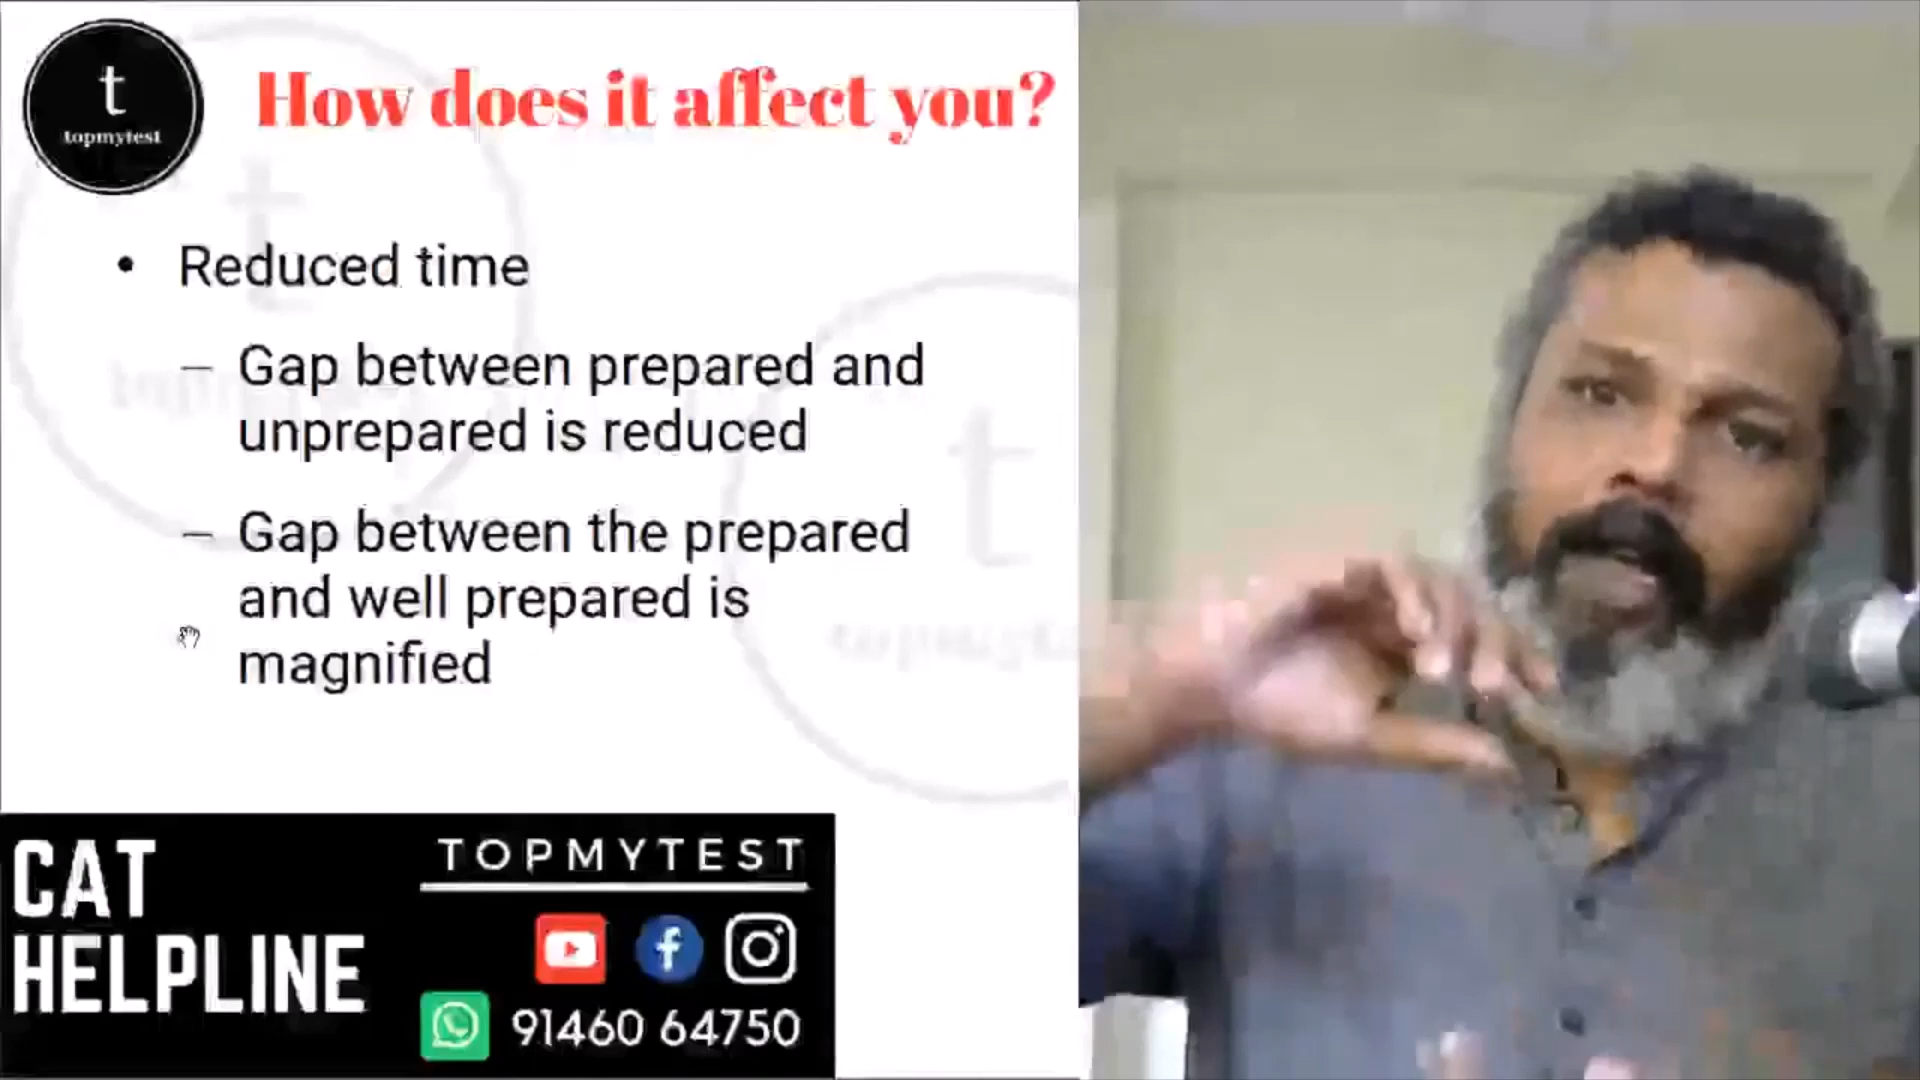 t
topmytest
How does it affect you?
• Reduced time
– Gap between prepared and
unprepared is reduced
– Gap between the prepared
and well prepared is
magnified
CAT
HELPLINE
TOPMYTEST
91460 64750